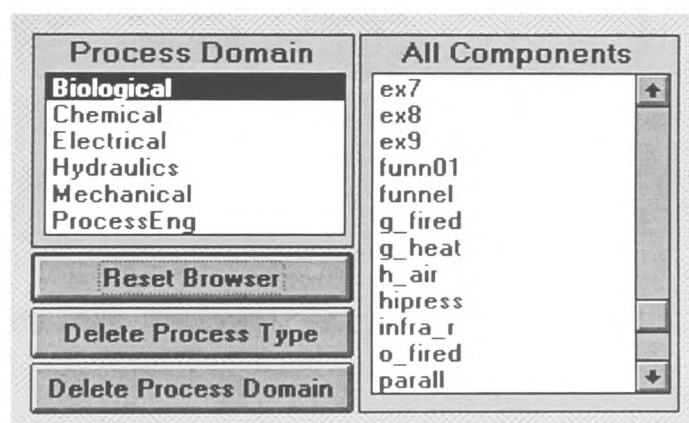 Process Domain
Biological
Chemical
Electrical
Hydraulics
Mechanical
ProcessEng
Reset Browser
Delete Process Type
Delete Process Domain
All Components
ex7
ex8
ex9
funn01
funnel
g_fired
g_heat
h_air
hipress
infra_r
o_fired
parall